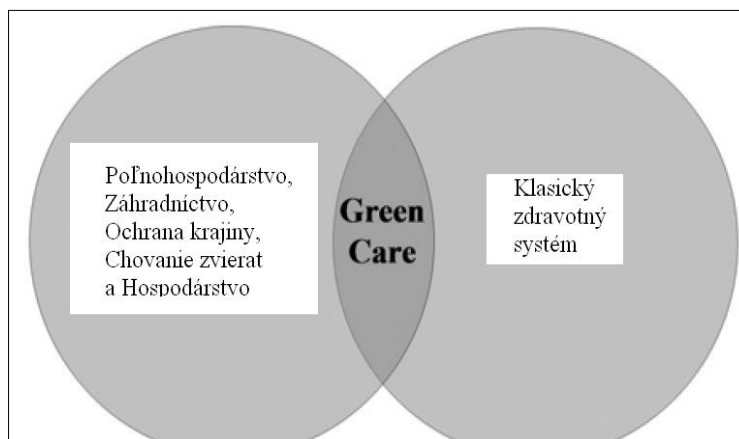 Poľnohospodárstvo,
Záhradníctvo,
Ochrana krajiny,
Chovanie zvierat
a Hospodárstvo
Green
Care
Klasický
zdravotný
systém